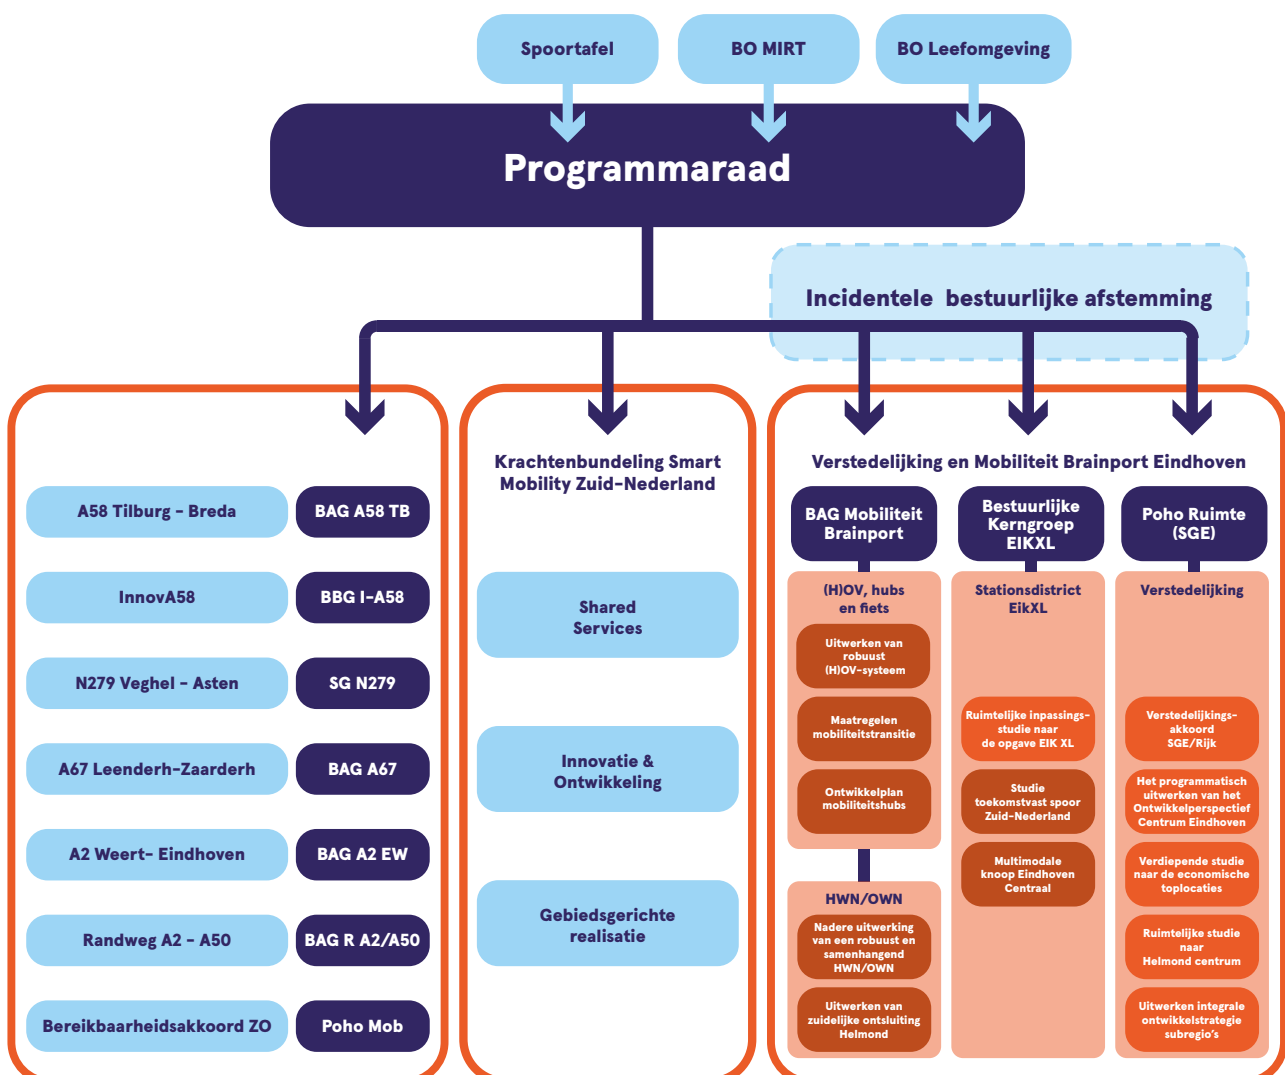 Spoortafel
BO MIRT
BO Leefomgeving
Programmaraad
Incidentele bestuurlijke afstemming
A58 Tilburg - Breda
BAG A58 TB
InnovA58
BBG I-A58
N279 Veghel - Asten
SG N279
A67 Leenderh-Zaarderh
BAG A67
A2 Weert- Eindhoven
BAG A2 EW
Randweg A2 - A50
BAG R A2/A50
Bereikbaarheidsakkoord ZO
Poho Mob
Krachtenbundeling Smart
Mobility Zuid-Nederland
Shared
Services
Innovatie &
Ontwikkeling
Gebiedsgerichte
realisatie
Verstedelijking en Mobiliteit Brainport Eindhoven
BAG Mobiliteit
Brainport
(H)OV, hubs
en fiets
Uitwerken van
robuust
(H)OV-systeem
Maatregelen
mobiliteitstransitie
Ontwikkelplan
mobiliteitshubs
HWN/OWN
Nadere uitwerking
van een robuust en
samenhangend
HWN/OWN
Uitwerken van
zuidelijke ontsluiting
Helmond
Bestuurlijke
Kerngroep
EIKXL
Stationsdistrict
EikXL
Ruimtelijke inpassings-
studie naar
de opgave EIK XL
Studie
toekomstvast spoor
Zuid-Nederland
Multimodale
knoop Eindhoven
Centraal
Poho Ruimte
(SGE)
Verstedelijking
Verstedelijkings-
akkoord
SGE/Rijk
Het programmatisch
uitwerken van het
Ontwikkelperspectief
Centrum Eindhoven
Verdiepende studie
naar de economische
toplocaties
Ruimtelijke studie
naar
Helmond centrum
Uitwerken integrale
ontwikkelstrategie
subregio's